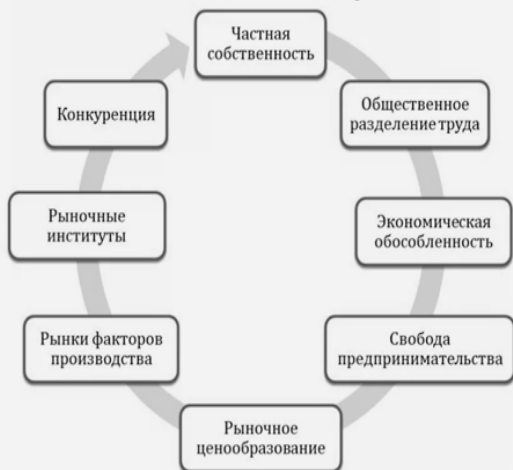 Частная
собственность
Общественное
разделение труда
Экономическая
обособленность
Свобода
предпринимательства
Рыночное
ценообразование
Рынки факторов
производства
Рыночные
институты
Конкуренция